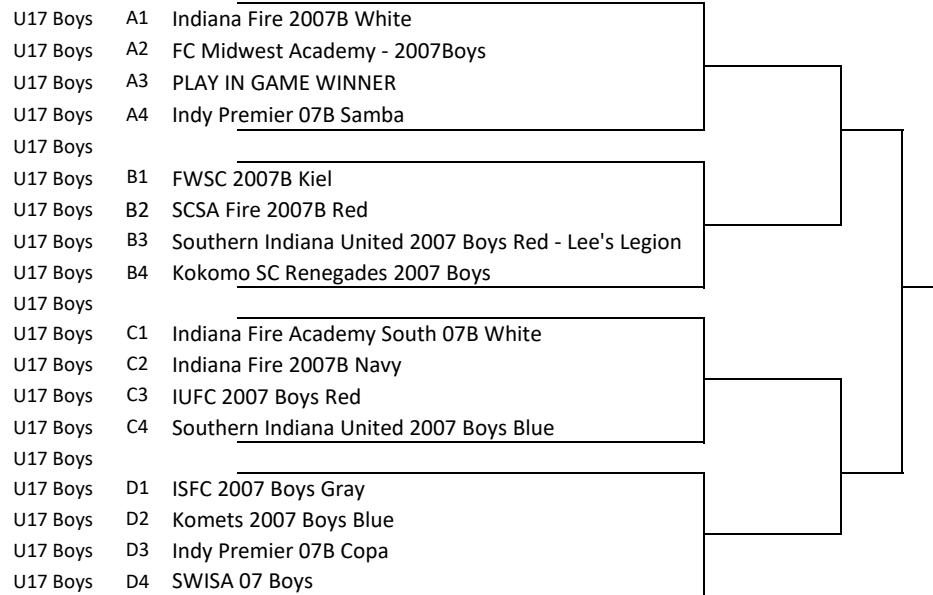 U17 Boys A1 Indiana Fire 2007B White
U17 Boys A2 FC Midwest Academy - 2007Boys
U17 Boys A3 PLAY IN GAME WINNER
U17 Boys A4 Indy Premier 07B Samba
U17 Boys
U17 Boys B1 FWSC 2007B Kiel
U17 Boys B2 SCSA Fire 2007B Red
U17 Boys B3 Southern Indiana United 2007 Boys Red - Lee's Legion
U17 Boys B4 Kokomo SC Renegades 2007 Boys
U17 Boys
U17 Boys C1 Indiana Fire Academy South 07B White
U17 Boys C2 Indiana Fire 2007B Navy
U17 Boys C3 IUFC 2007 Boys Red
U17 Boys C4 Southern Indiana United 2007 Boys Blue
U17 Boys
U17 Boys D1 ISFC 2007 Boys Gray
U17 Boys D2 Komets 2007 Boys Blue
U17 Boys D3 Indy Premier 07B Copa
U17 Boys D4 SWISA 07 Boys